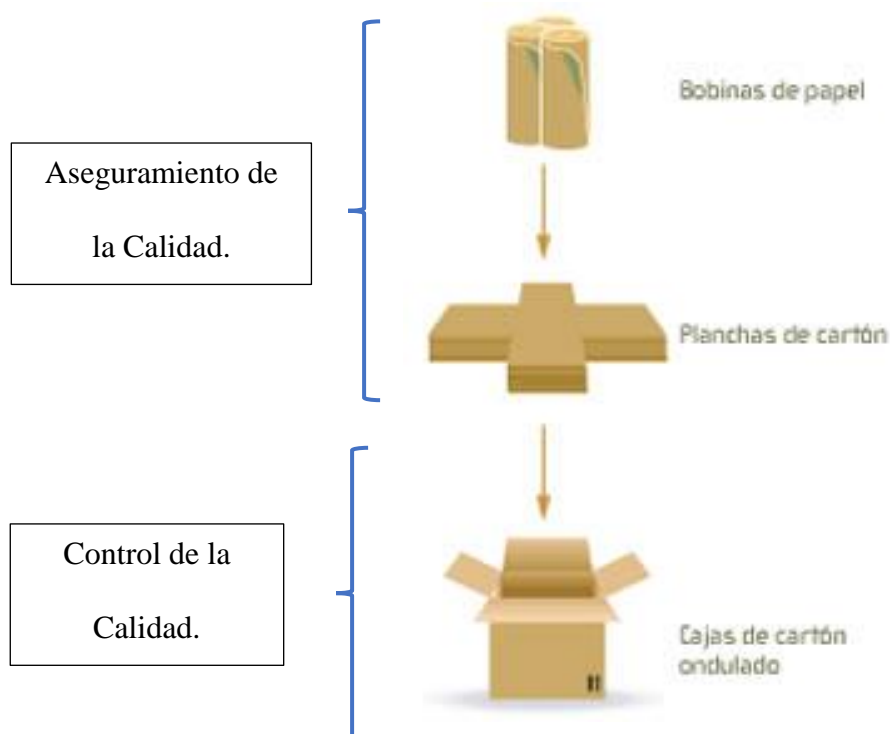 Bobinas de papel
Aseguramiento de
la Calidad.
Planchas de cartón
Control de la
Calidad.
Cajas de cartón
ondulado